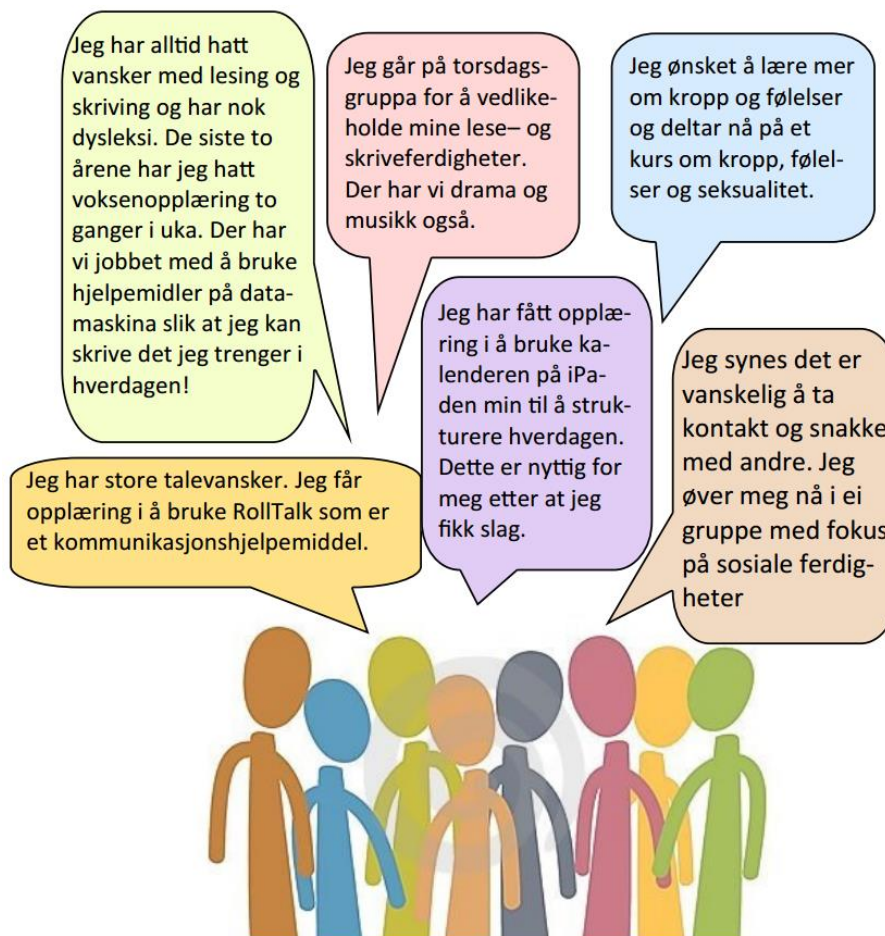 Jeg har alltid hatt
vansker med lesing og
skriving og har nok
dysleksi. De siste to
årene har jeg hatt
voksenopplæring to
ganger i uka. Der har
vi jobbet med å bruke
hjelpemidler på data-
maskina slik at jeg kan
skrive det jeg trenger i
hverdagen!
Jeg går på torsdags-
gruppa for å vedlike-
holde mine lese– og
skriveferdigheter.
Der har vi drama og
musikk også.
Jeg ønsket å lære mer
om kropp og følelser
og deltar nå på et
kurs om kropp, følel-
ser og seksualitet.
Jeg har store talevansker. Jeg får
opplæring i å bruke RollTalk som er
et kommunikasjonshjelpemiddel.
Jeg har fått opplæ-
ring i å bruke ka-
lenderen på iPa-
den min til å struk-
turere hverdagen.
Dette er nyttig for
meg etter at jeg
fikk slag.
Jeg synes det er
vanskelig å ta
kontakt og snakke
med andre. Jeg
øver meg nå i ei
gruppe med fokus
på sosiale ferdig-
heter